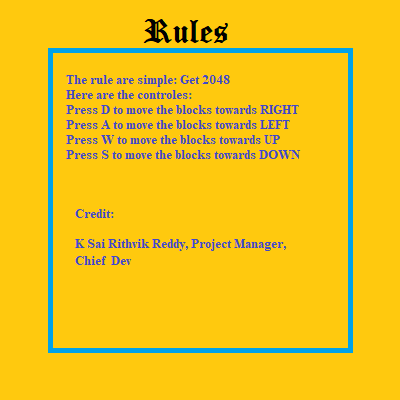 Rules
The rule are simple: Get 2048
Here are the controles:
Press D to move the blocks towards RIGHT
Press A to move the blocks towards LEFT
Press W to move the blocks towards UP
Press S to move the blocks towards DOWN
Credit:
K Sai Rithvik Reddy, Project Manager,
Chief Dev